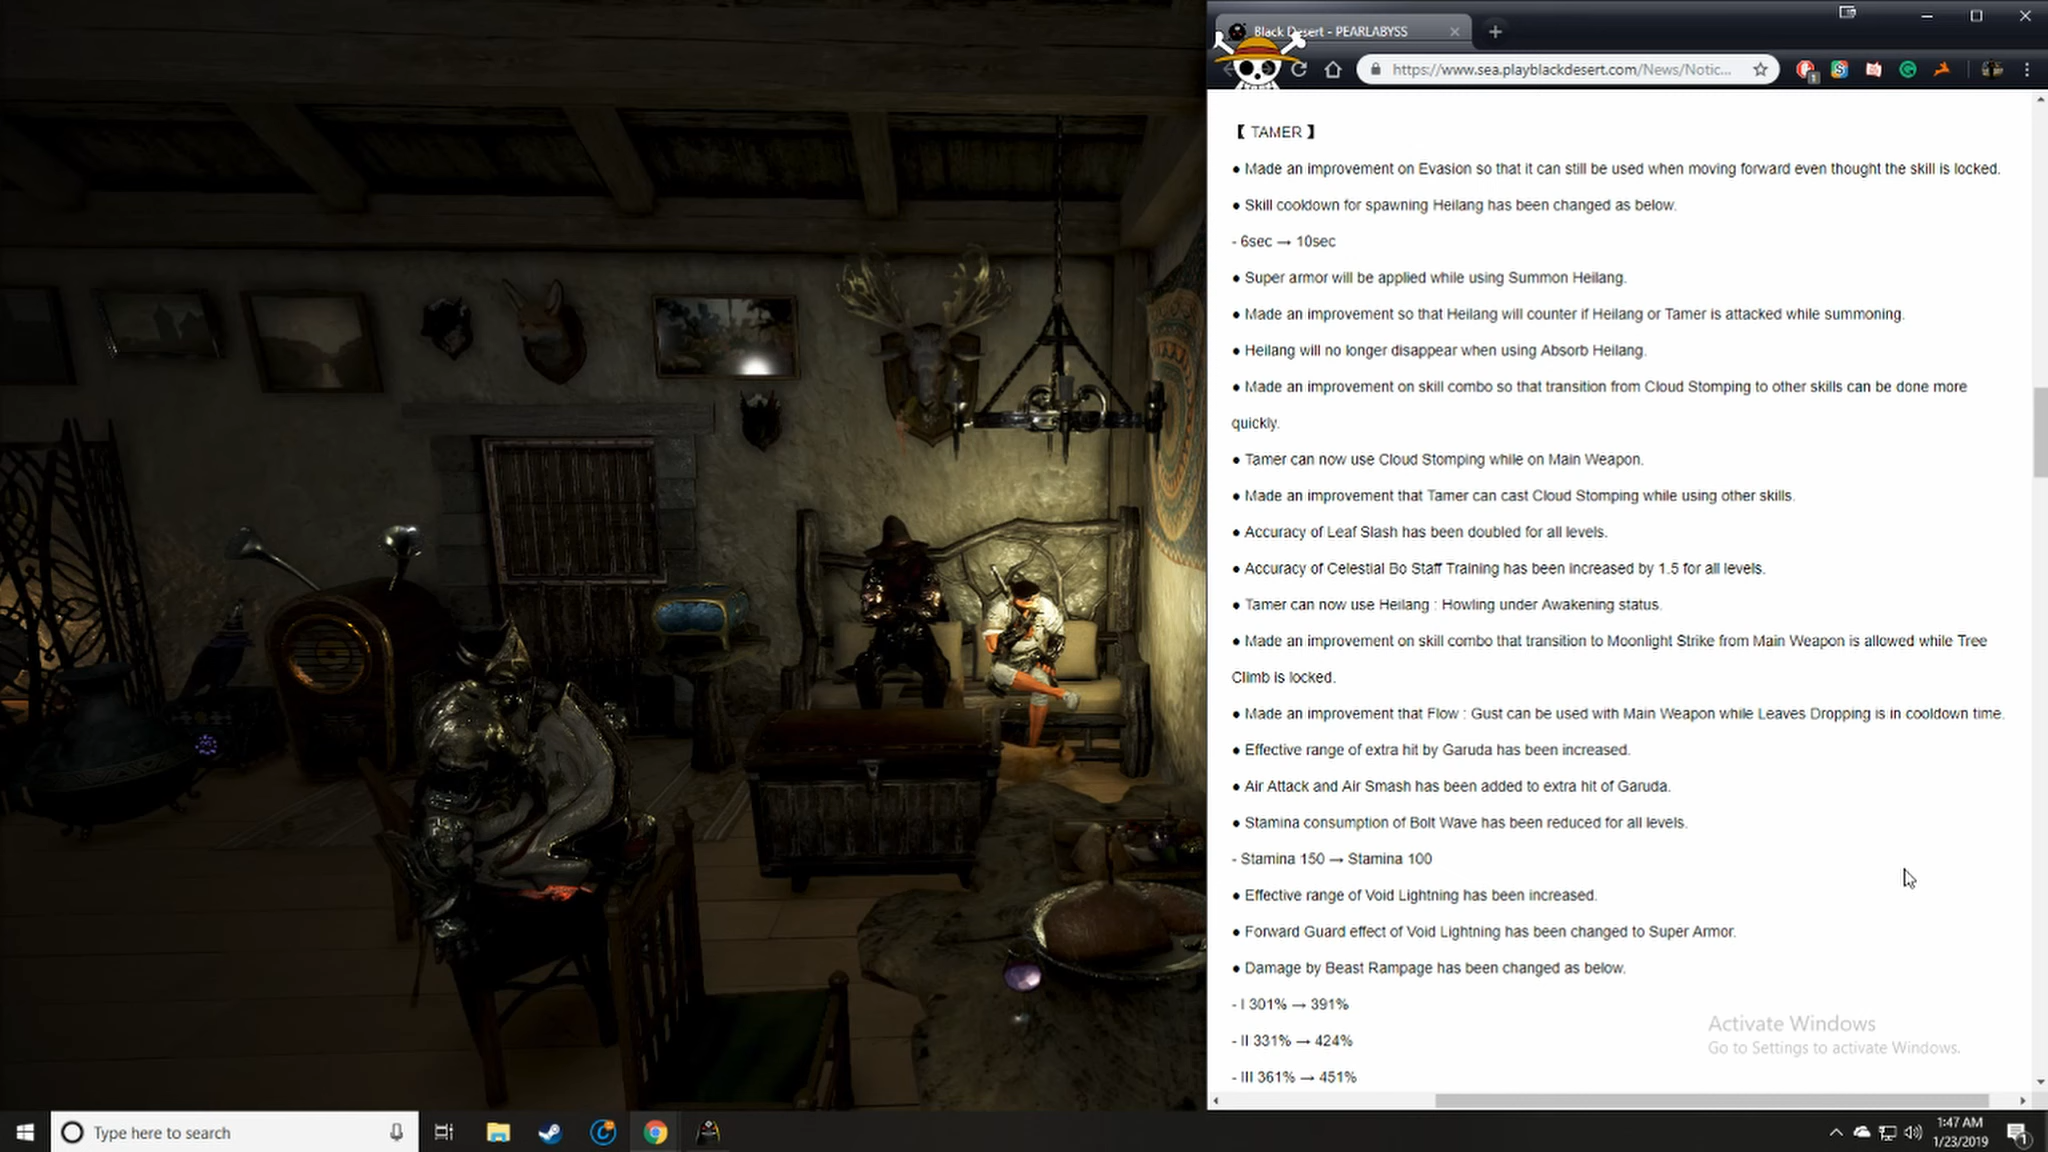 Black Desert - PEARLABYSS
https://www.sea.playblackdesert.com/News/Notic...
【 TAMER 】
● Made an improvement on Evasion so that it can still be used when moving forward even thought the skill is locked.
● Skill cooldown for spawning Heilang has been changed as below.
- 6sec → 10sec
● Super armor will be applied while using Summon Heilang.
● Made an improvement so that Heilang will counter if Heilang or Tamer is attacked while summoning.
● Heilang will no longer disappear when using Absorb Heilang.
● Made an improvement on skill combo so that transition from Cloud Stomping to other skills can be done more
quickly.
● Tamer can now use Cloud Stomping while on Main Weapon.
● Made an improvement that Tamer can cast Cloud Stomping while using other skills.
● Accuracy of Leaf Slash has been doubled for all levels.
● Accuracy of Celestial Bo Staff Training has been increased by 1.5 for all levels.
● Tamer can now use Heilang : Howling under Awakening status.
● Made an improvement on skill combo that transition to Moonlight Strike from Main Weapon is allowed while Tree
Climb is locked.
● Made an improvement that Flow : Gust can be used with Main Weapon while Leaves Dropping is in cooldown time.
● Effective range of extra hit by Garuda has been increased.
● Air Attack and Air Smash has been added to extra hit of Garuda.
● Stamina consumption of Bolt Wave has been reduced for all levels.
- Stamina 150 → Stamina 100
● Effective range of Void Lightning has been increased.
● Forward Guard effect of Void Lightning has been changed to Super Armor.
● Damage by Beast Rampage has been changed as below.
- I 301% → 391%
- II 331% → 424%
- III 361% → 451%
Activate Windows
Go to Settings to activate Windows.
Type here to search
1:47 AM
1/23/2019
1
1